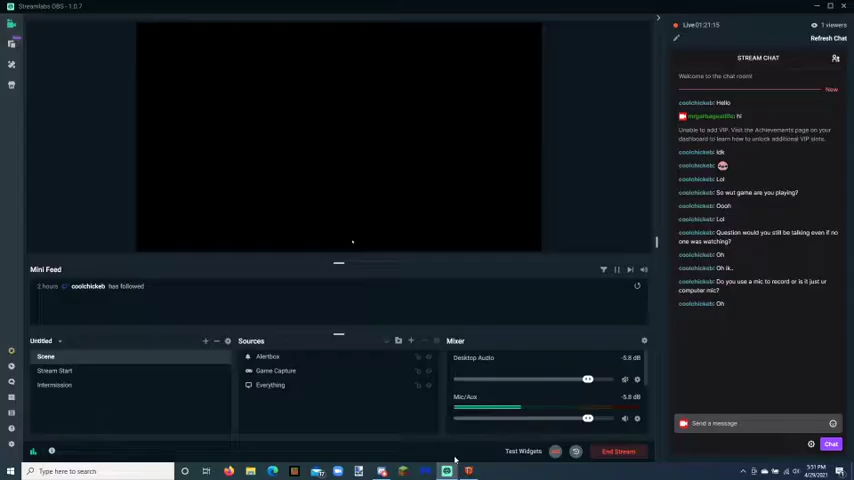 Streamlabs OBS - 1.0.7
Live 01:21:15
1 viewers
Refresh Chat
STREAM CHAT
Welcome to the chat room!
New
coolchickeb: Hello
Unable to add VIP. Visit the Achievements page on your
dashboard to learn how to unlock additional VIP slots.
coolchickeb: Idk
coolchickeb:
coolchickeb: Lol
coolchickeb: So wut game are you playing?
coolchickeb: Oooh
coolchickeb: Lol
coolchickeb: Question would you still be talking even if no
one was watching?
coolchickeb: Oh
coolchickeb: Oh ik..
coolchickeb: Do you use a mic to record or is it just ur
computer mic?
coolchickeb: Oh
Mini Feed
2 hours coolchickeb has followed
Untitled
Sources
Mixer
Scene
Stream Start
Intermission
Alertbox
Game Capture
Everything
Desktop Audio -5.8 dB
Mic/Aux -5.8 dB
Send a message
Chat
Test Widgets
End Stream
Type here to search
5:51 PM
4/29/2021